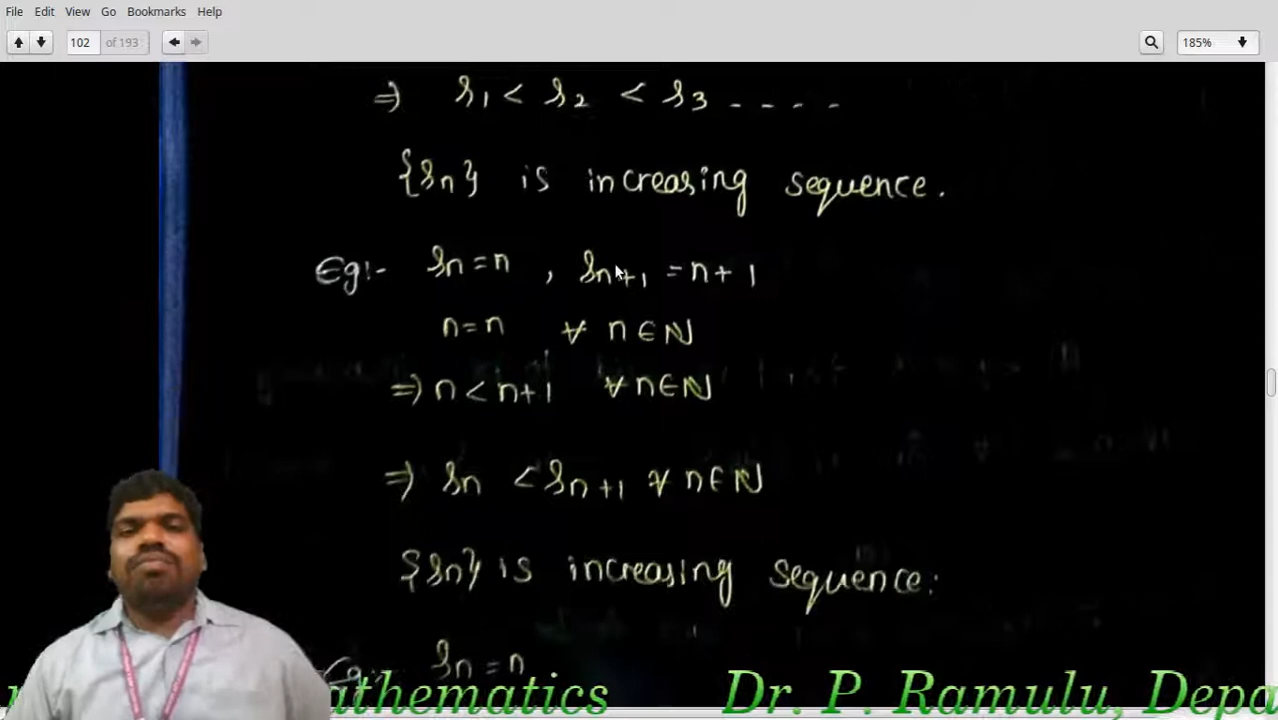 File Edit View Go Bookmarks Help
102 of 193 185%
⇒ S1 < S2 < S3 - - - - -
{Sn} is increasing sequence.
Eg:- Sn = n , Sn+1 = n+1
n = n ∀ n ∈ N
⇒ n < n+1 ∀ n ∈ N
⇒ Sn < Sn+1 ∀ n ∈ N
{Sn} is increasing sequence:
Eg:- Sn = n
athematics Dr. P. Ramulu, Depa